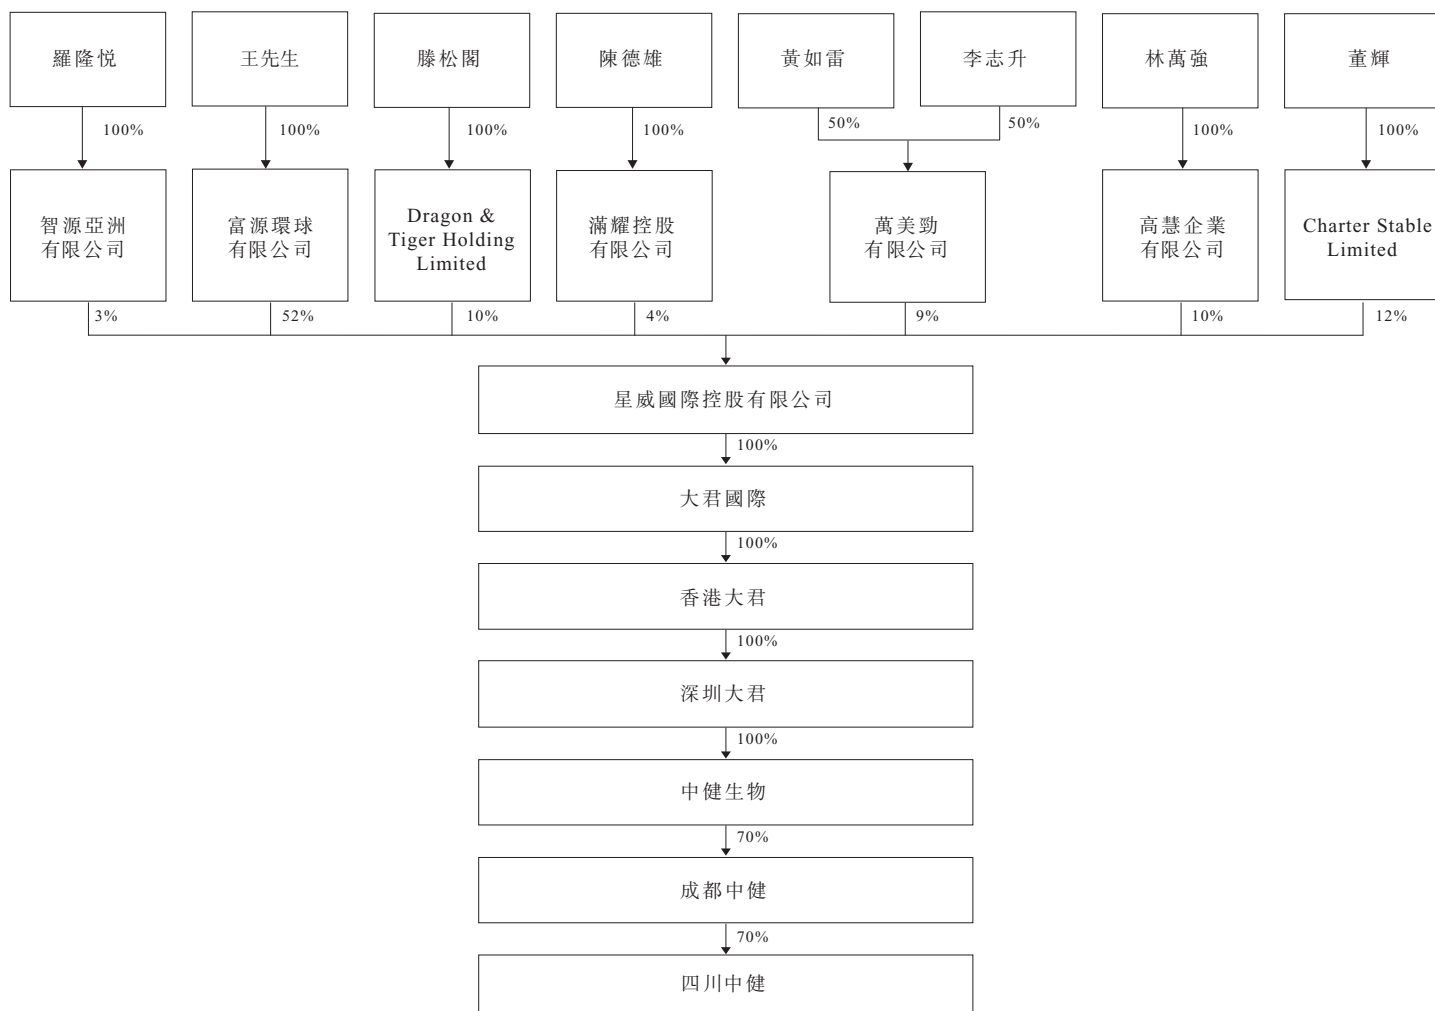 羅隆悅
王先生
滕松閣
陳德雄
黃如雷
李志升
林萬強
董輝
100%
100%
100%
100%
50%
50%
100%
100%
智源亞洲
有限公司
富源環球
有限公司
Dragon &
Tiger Holding
Limited
滿耀控股
有限公司
萬美勁
有限公司
高慧企業
有限公司
Charter Stable
Limited
3%
52%
10%
4%
9%
10%
12%
星威國際控股有限公司
100%
大君國際
100%
香港大君
100%
深圳大君
100%
中健生物
70%
成都中健
70%
四川中健